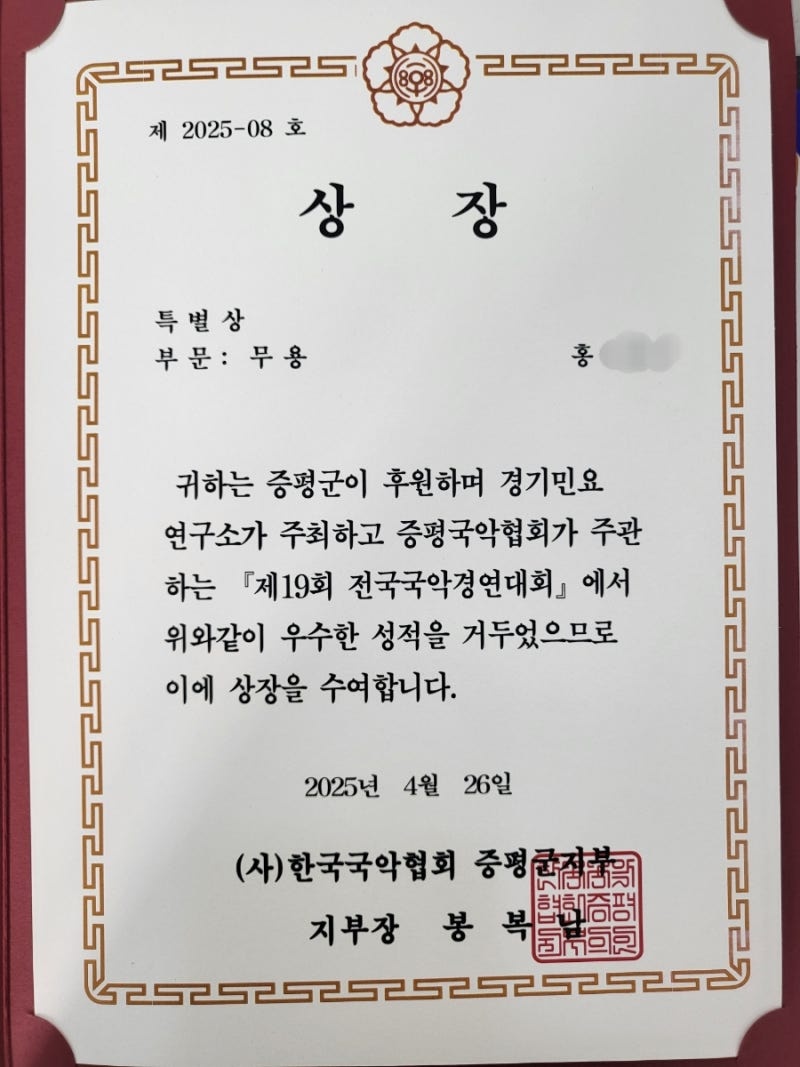 제 2025-08 호
상 장
특별상
부문: 무용
홍
귀하는 증평군이 후원하며 경기민요
연구소가 주최하고 증평국악협회가 주관
하는 『제19회 전국국악경연대회』에서
위와같이 우수한 성적을 거두었으므로
이에 상장을 수여합니다.
2025년 4월 26일
(사)한국국악협회 증평군지부
지부장 봉 복 남